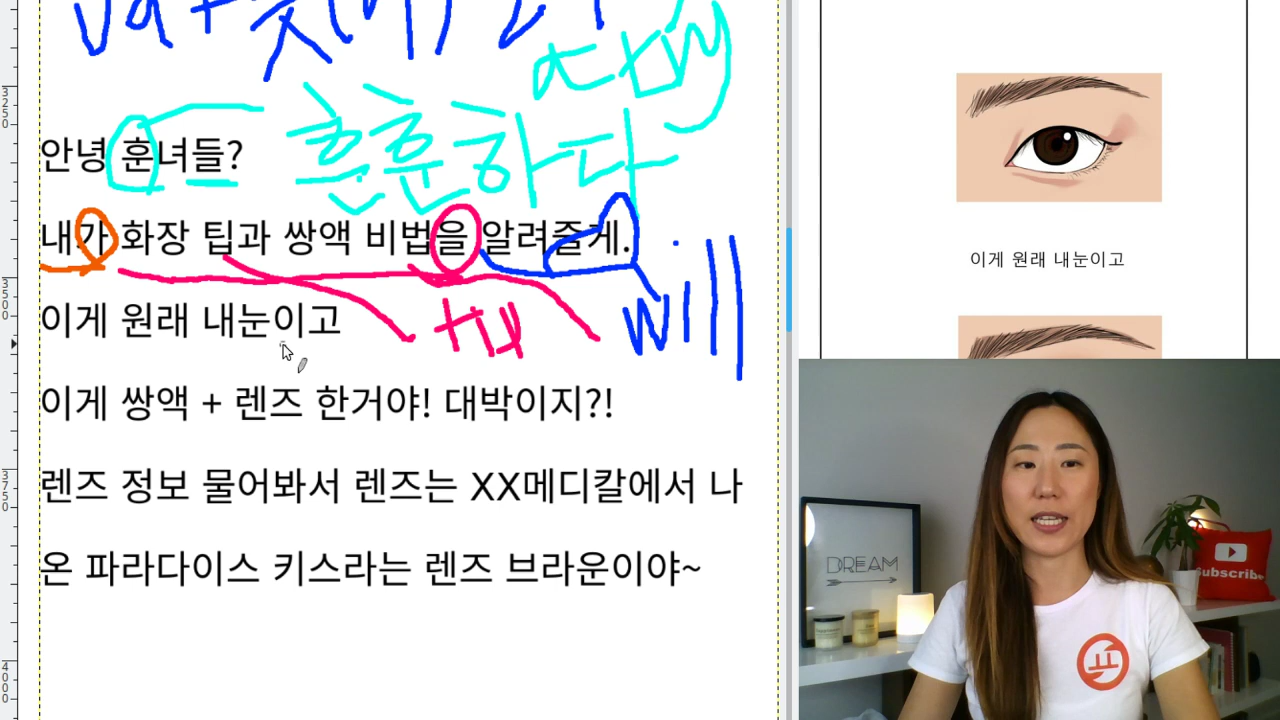 훈훈하다
안녕 훈녀들?
내가 화장 팁과 쌍액 비법을 알려줄게.
will
이게 원래 내눈이고
이게 쌍액 + 렌즈 한거야! 대박이지?!
렌즈 정보 물어봐서 렌즈는 XX메디칼에서 나
온 파라다이스 키스라는 렌즈 브라운이야~
3250
3500
3750
4000
이게 원래 내눈이고
DREAM
Subscribe